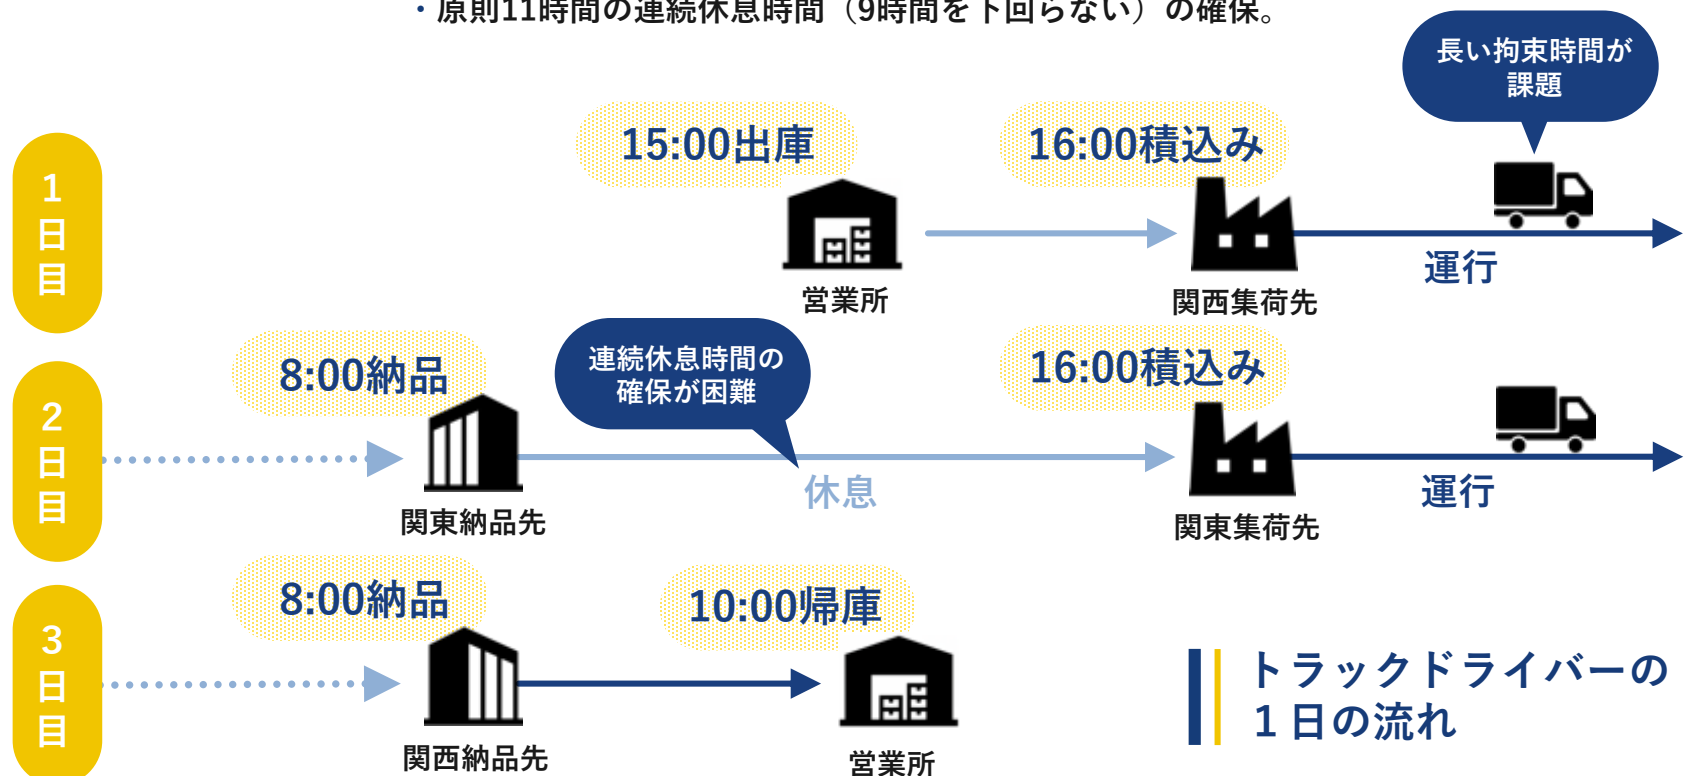 ・原則11時間の連続休息時間（9時間を下回らない）の確保。
長い拘束時間が
課題
1日目
15:00出庫
16:00積込み
営業所
関西集荷先
運行
2日目
8:00納品
連続休息時間の
確保が困難
16:00積込み
関東納品先
休息
関東集荷先
運行
3日目
8:00納品
10:00帰庫
関西納品先
営業所
トラックドライバーの
1日の流れ